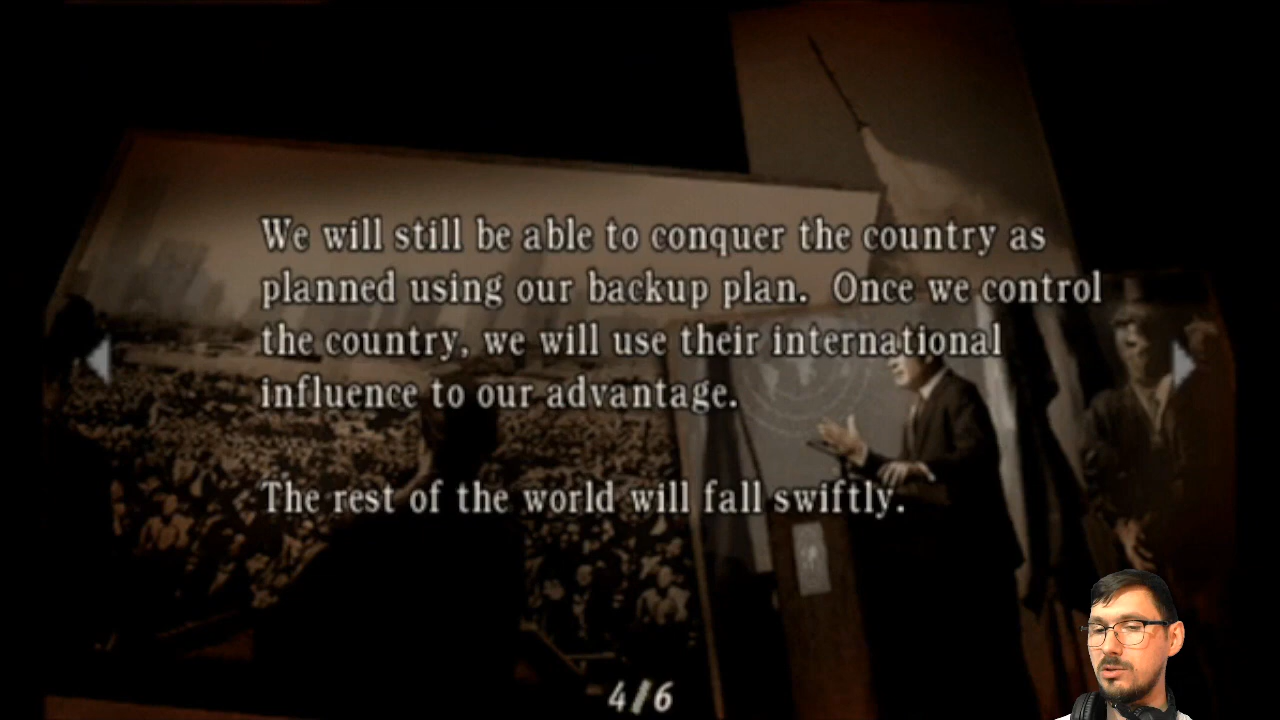 We will still be able to conquer the country as
planned using our backup plan.  Once we control
the country, we will use their international
influence to our advantage.
The rest of the world will fall swiftly.
4/6